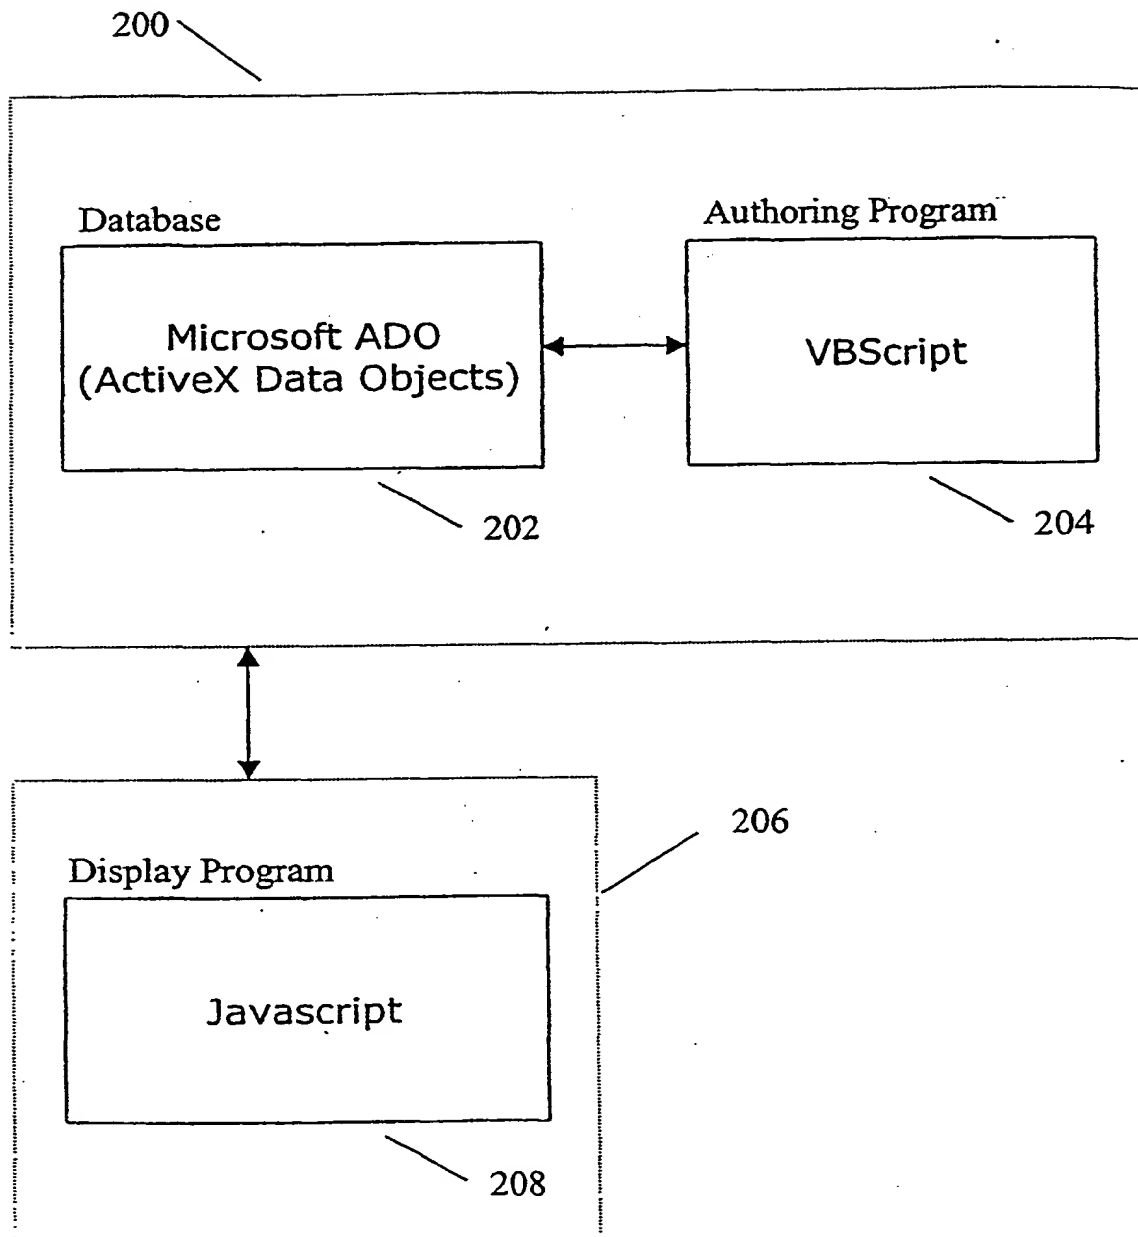 200
Database
Authoring Program
Microsoft ADO
(ActiveX Data Objects)
VBScript
202
204
206
Display Program
Javascript
208